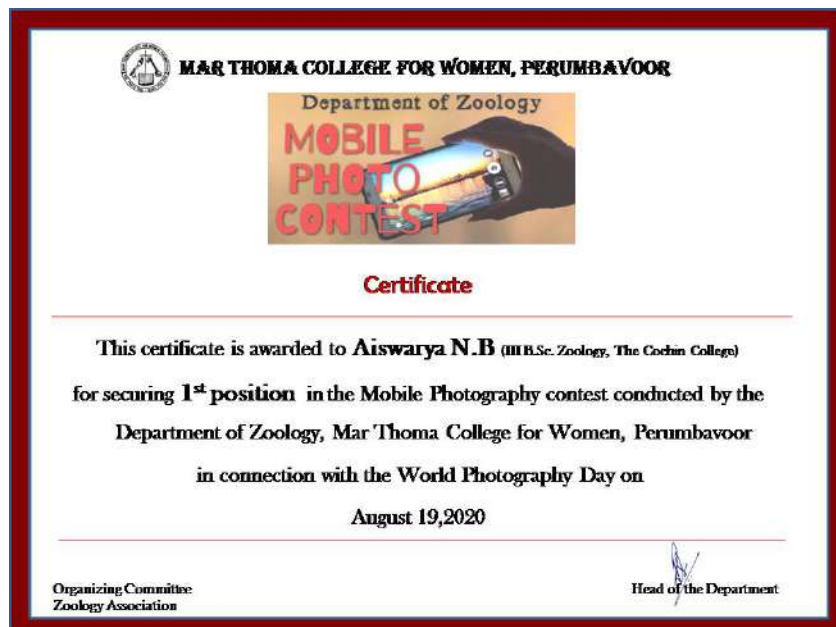 MAR THOMA COLLEGE FOR WOMEN, PERUMBAVOOR
Department of Zoology
MOBILE
PHOTO
CONTEST
Certificate
This certificate is awarded to Aiswarya N.B (III B.Sc. Zoology, The Cochin College)
for securing 1st position in the Mobile Photography contest conducted by the
Department of Zoology, Mar Thoma College for Women, Perumbavoor
in connection with the World Photography Day on
August 19,2020
Organizing Committee
Zoology Association
Head of the Department